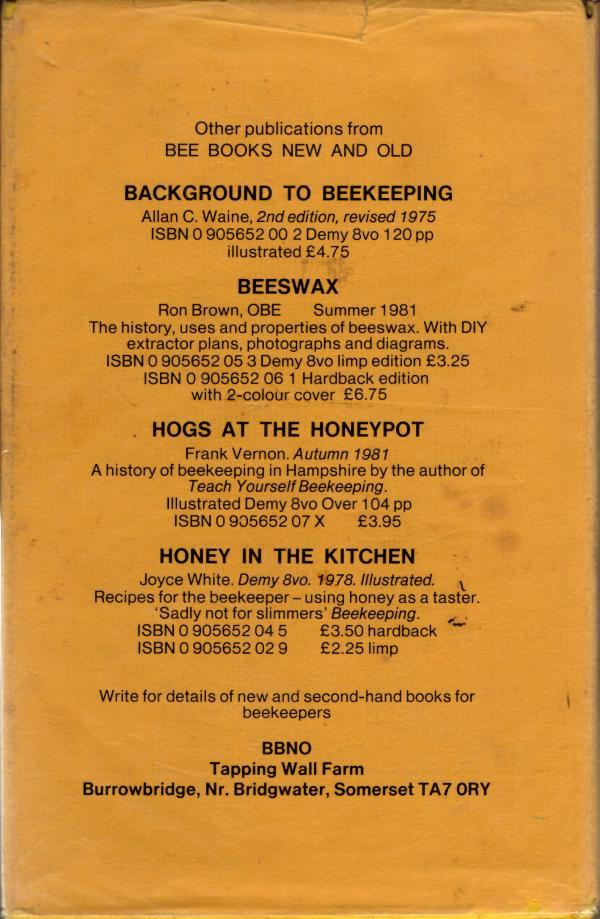 Other publications from
BEE BOOKS NEW AND OLD
BACKGROUND TO BEEKEEPING
Allan C. Waine, 2nd edition, revised 1975
ISBN 0 905652 00 2 Demy 8vo 120 pp
illustrated £4.75
BEESWAX
Ron Brown, OBE Summer 1981
The history, uses and properties of beeswax. With DIY
extractor plans, photographs and diagrams.
ISBN 0 905652 05 3 Demy 8vo limp edition £3.25
ISBN 0 905652 06 1 Hardback edition
with 2-colour cover £6.75
HOGS AT THE HONEYPOT
Frank Vernon. Autumn 1981
A history of beekeeping in Hampshire by the author of
Teach Yourself Beekeeping.
Illustrated Demy 8vo Over 104 pp
ISBN 0 905652 07 X £3.95
HONEY IN THE KITCHEN
Joyce White. Demy 8vo. 1978. Illustrated.
Recipes for the beekeeper – using honey as a taster.
'Sadly not for slimmers' Beekeeping.
ISBN 0 905652 04 5 £3.50 hardback
ISBN 0 905652 02 9 £2.25 limp
Write for details of new and second-hand books for
beekeepers
BBNO
Tapping Wall Farm
Burrowbridge, Nr. Bridgwater, Somerset TA7 0RY